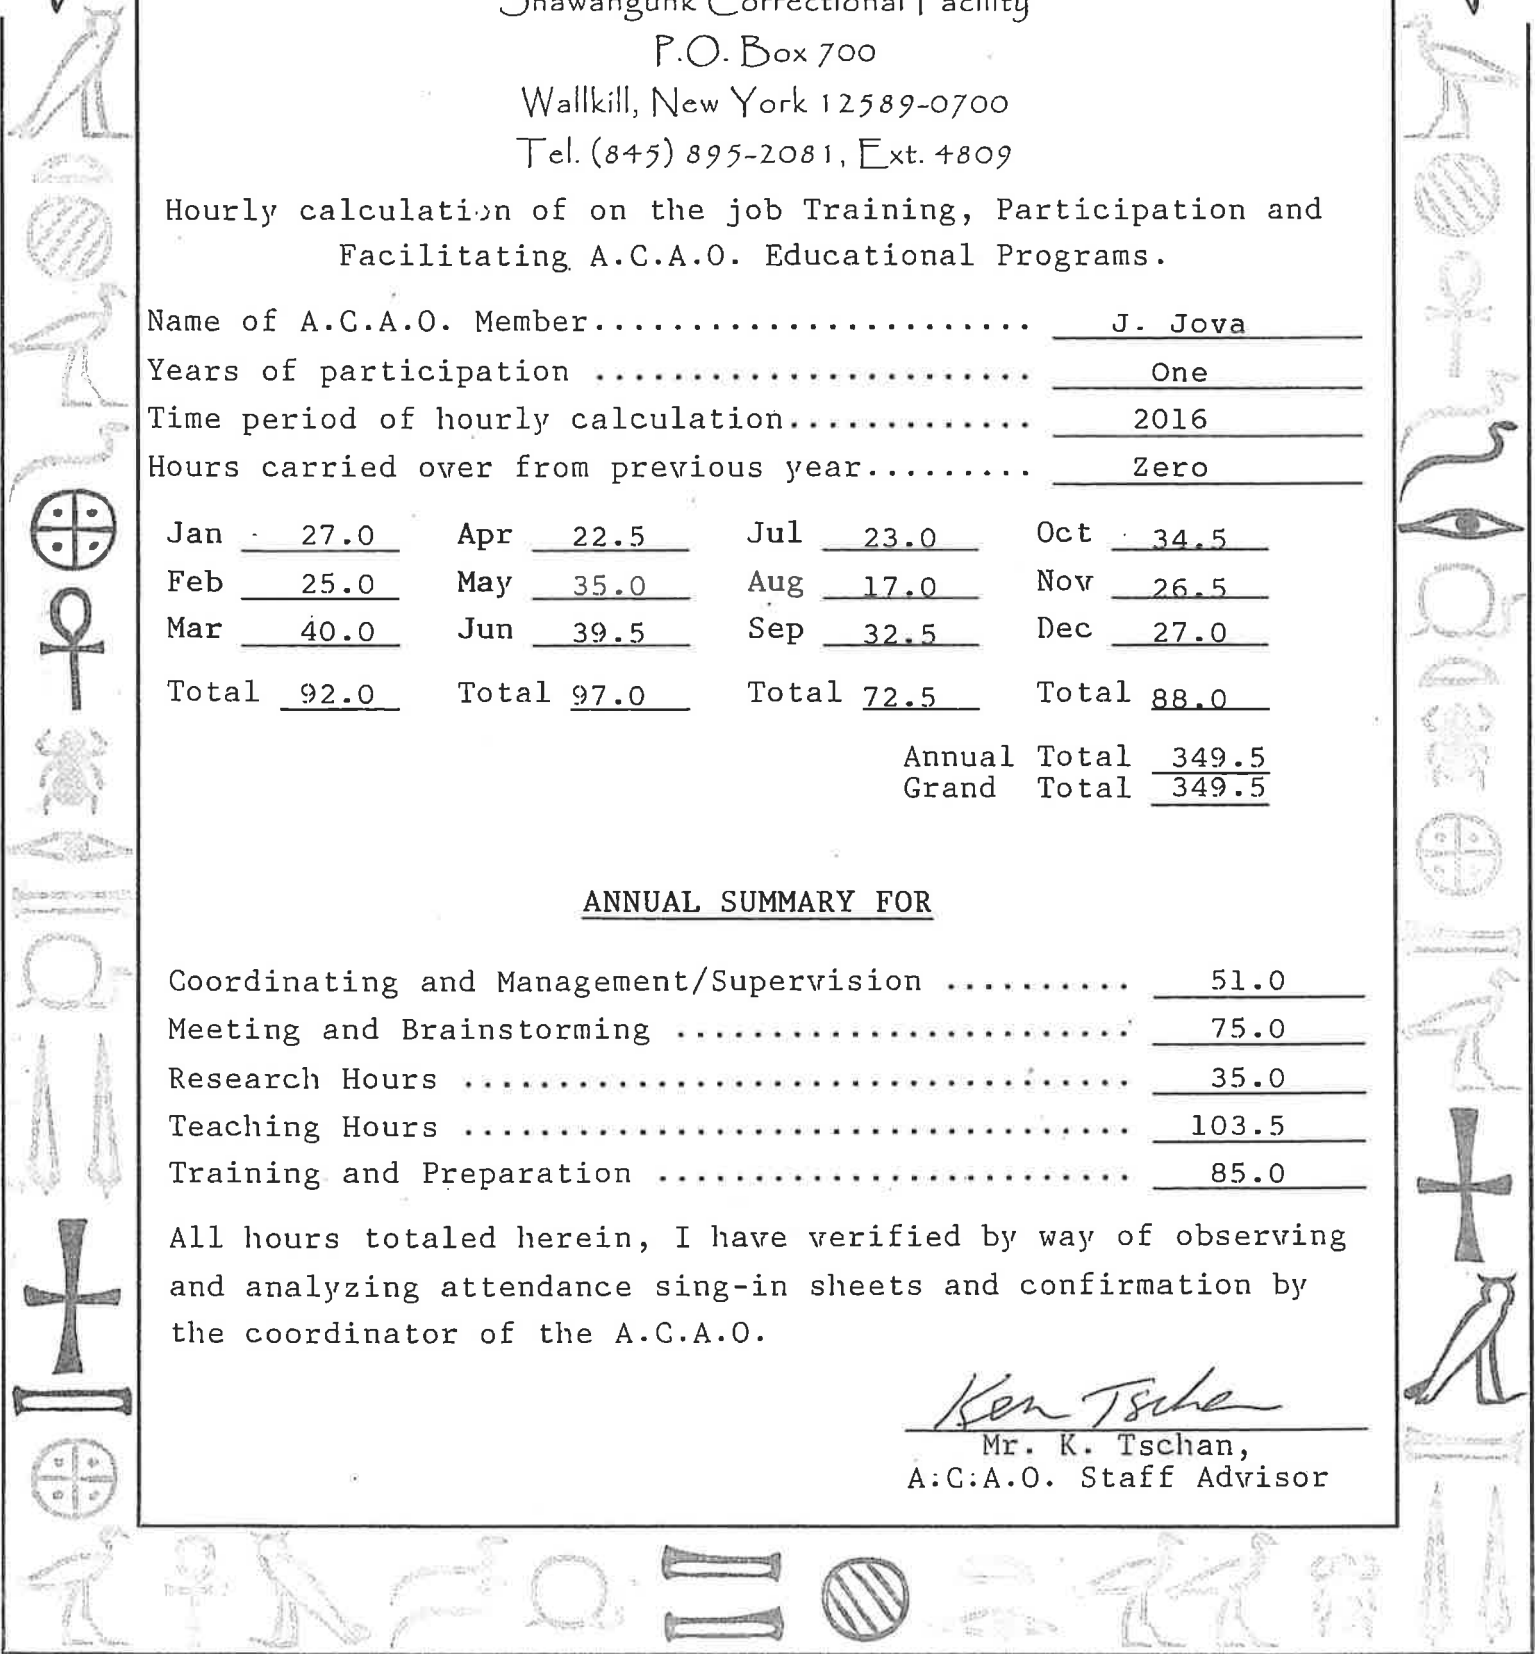 Shawangunk Correctional Facility
P.O. Box 700
Wallkill, New York 12589-0700
Tel. (845) 895-2081, Ext. 4809
Hourly calculation of on the job Training, Participation and
Facilitating A.C.A.O. Educational Programs.
Name of A.C.A.O. Member....................... J. Jova
Years of participation ....................... One
Time period of hourly calculation............. 2016
Hours carried over from previous year......... Zero
Jan 27.0 Apr 22.5 Jul 23.0 Oct 34.5
Feb 25.0 May 35.0 Aug 17.0 Nov 26.5
Mar 40.0 Jun 39.5 Sep 32.5 Dec 27.0
Total 92.0 Total 97.0 Total 72.5 Total 88.0
Annual Total 349.5
Grand Total 349.5
ANNUAL SUMMARY FOR
Coordinating and Management/Supervision .......... 51.0
Meeting and Brainstorming ........................ 75.0
Research Hours ................................... 35.0
Teaching Hours ................................... 103.5
Training and Preparation ......................... 85.0
All hours totaled herein, I have verified by way of observing
and analyzing attendance sing-in sheets and confirmation by
the coordinator of the A.C.A.O.
Ken Tschan
Mr. K. Tschan,
A.C.A.O. Staff Advisor